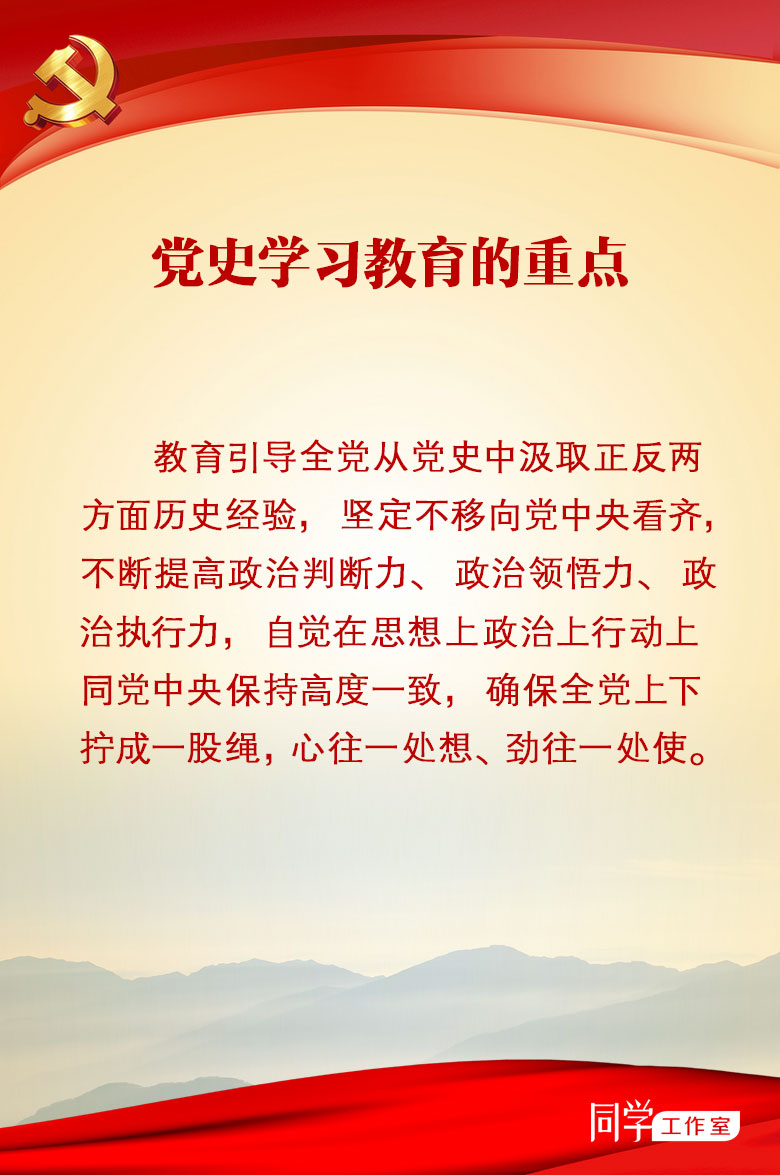 党史学习教育的重点
教育引导全党从党史中汲取正反两
方面历史经验，坚定不移向党中央看齐，
不断提高政治判断力、政治领悟力、政
治执行力，自觉在思想上政治上行动上
同党中央保持高度一致，确保全党上下
拧成一股绳，心往一处想、劲往一处使。
同学工作室